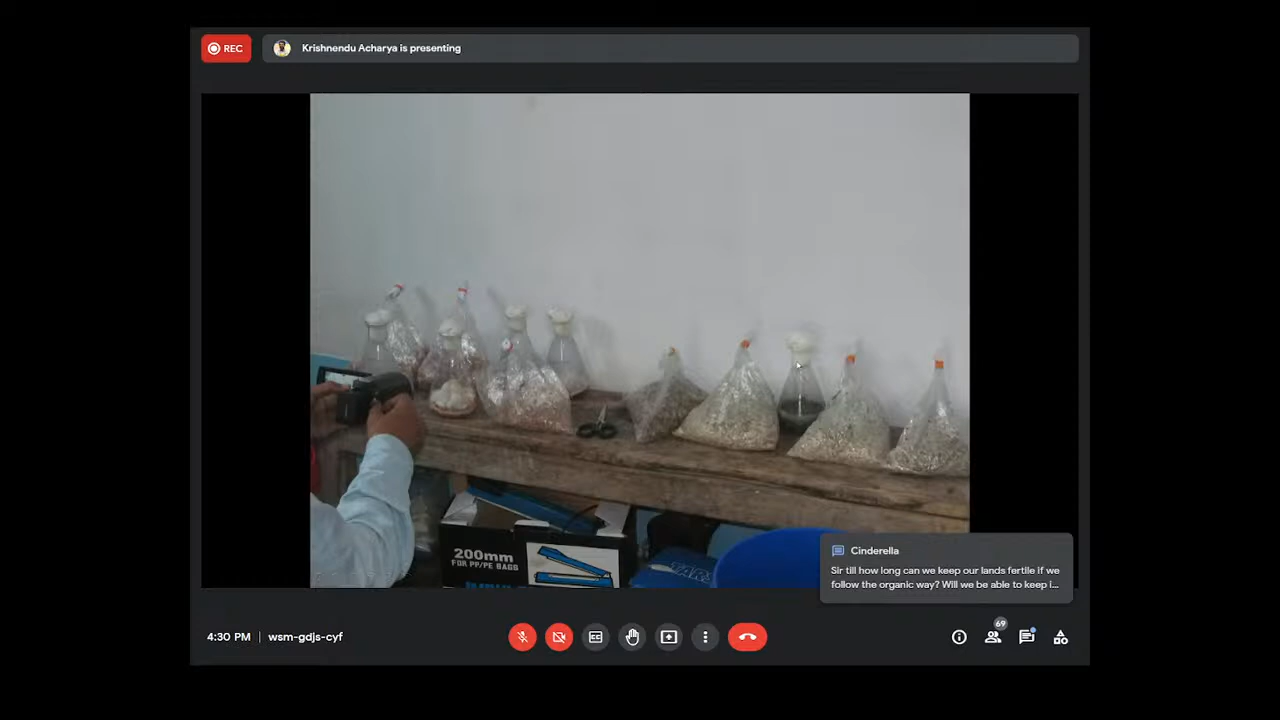 REC
Krishnendu Acharya is presenting
200mm
FOR PP/PE BAGS
Cinderella
Sir till how long can we keep our lands fertile if we
follow the organic way? Will we be able to keep i...
69
4:30 PM | wsm-gdjs-cyf